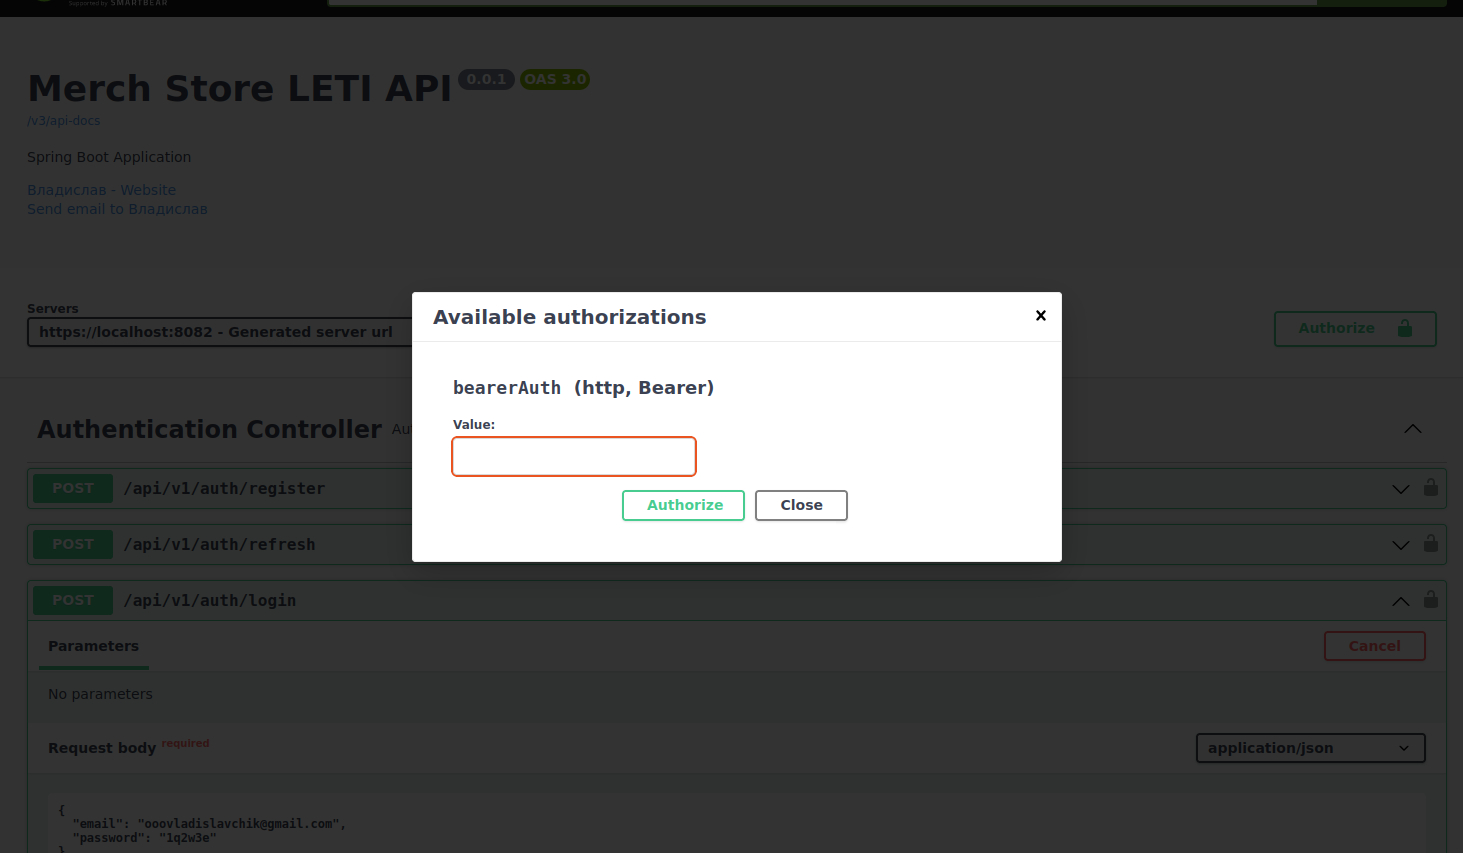 Supported by SMARTBEAR
Merch Store LETI API 0.0.1 OAS 3.0
/v3/api-docs
Spring Boot Application
Владислав - Website
Send email to Владислав
Servers
https://localhost:8082 - Generated server url
Authorize
Available authorizations
bearerAuth (http, Bearer)
Value:
Authorize Close
Authentication Controller
POST /api/v1/auth/register
POST /api/v1/auth/refresh
POST /api/v1/auth/login
Parameters Cancel
No parameters
Request body required application/json
{
"email": "ooovladislavchik@gmail.com",
"password": "1q2w3e"
}